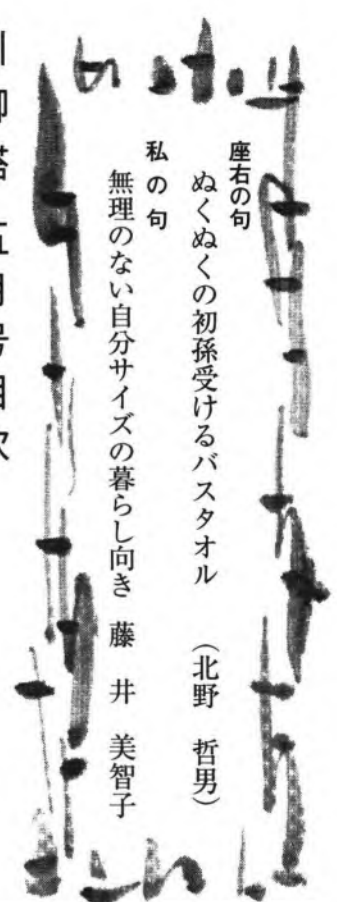 座右の句
ぬくぬくの初孫受けるバスタオル （北野 哲男）
私の句
無理のない自分サイズの暮らし向き 藤井 美智子